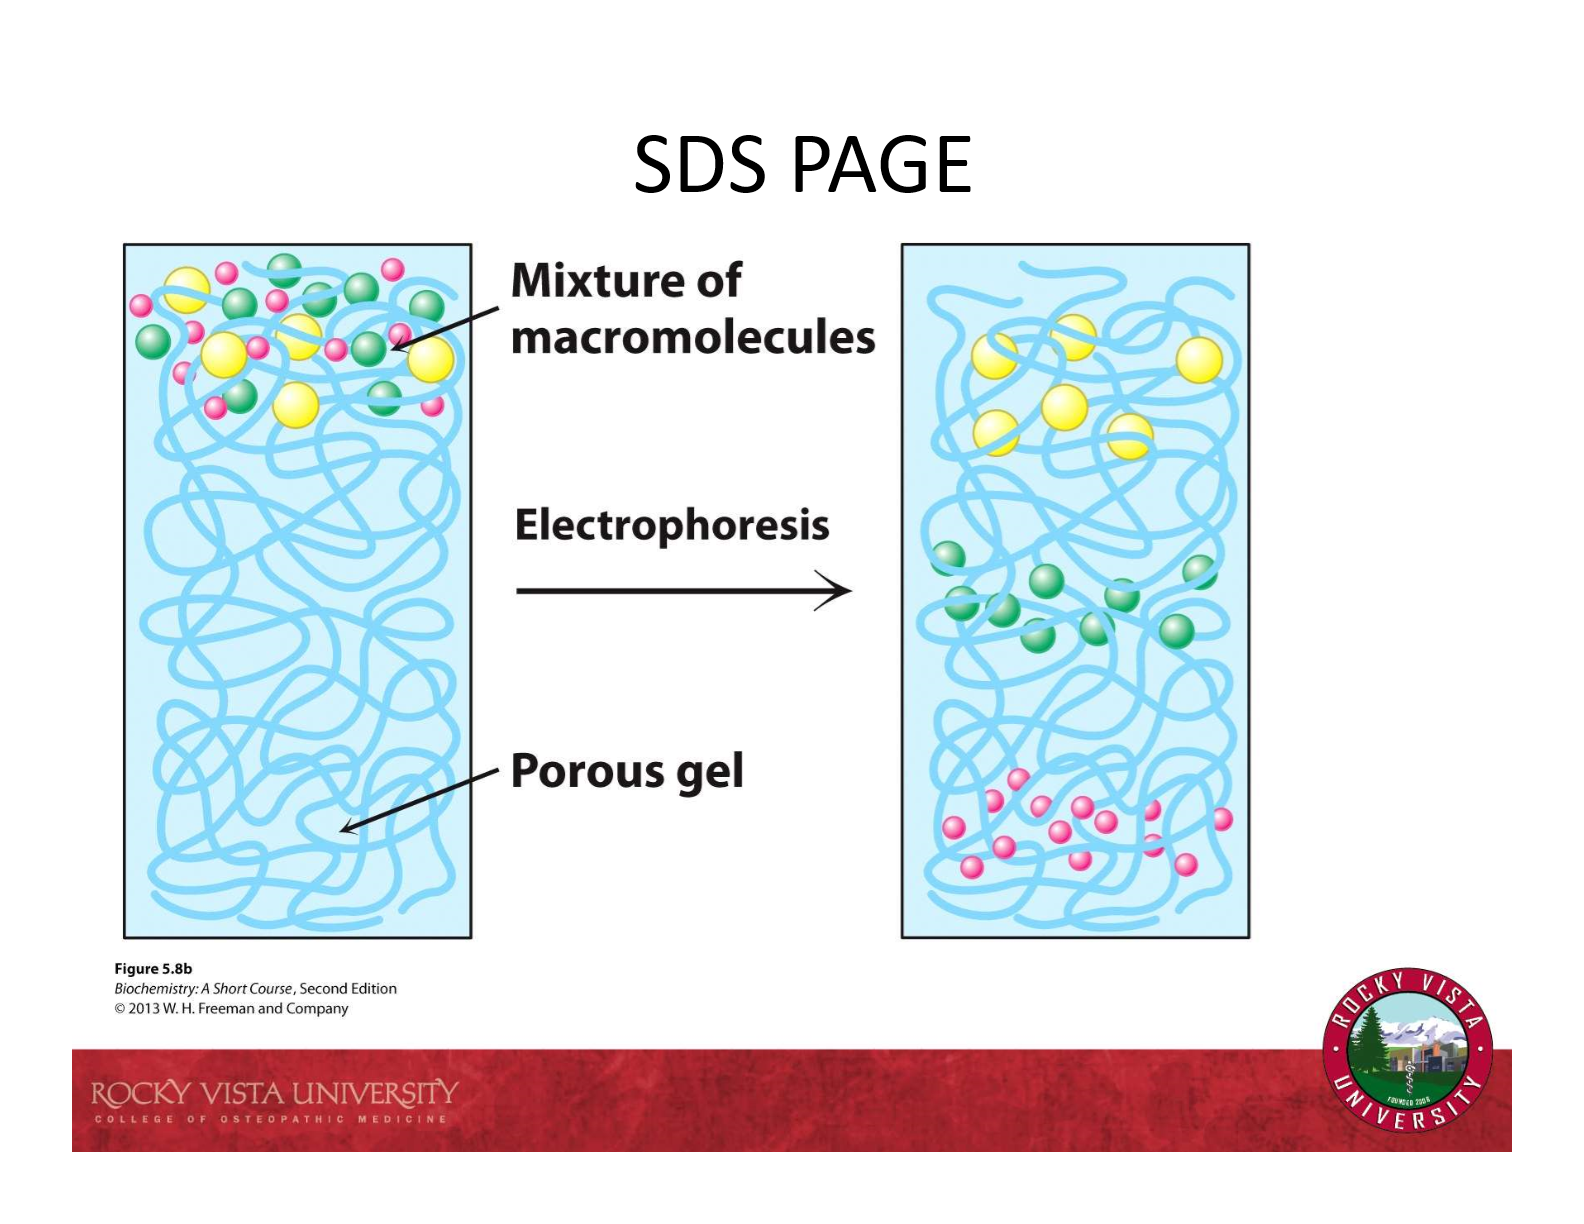 SDS PAGE
Mixture of
macromolecules
Electrophoresis
Porous gel
Figure 5.8b
Biochemistry: A Short Course, Second Edition
© 2013 W. H. Freeman and Company
ROCKY VISTA UNIVERSITY
COLLEGE OF OSTEOPATHIC MEDICINE
ROCKY VISTA
UNIVERSITY
FOUNDED 2006